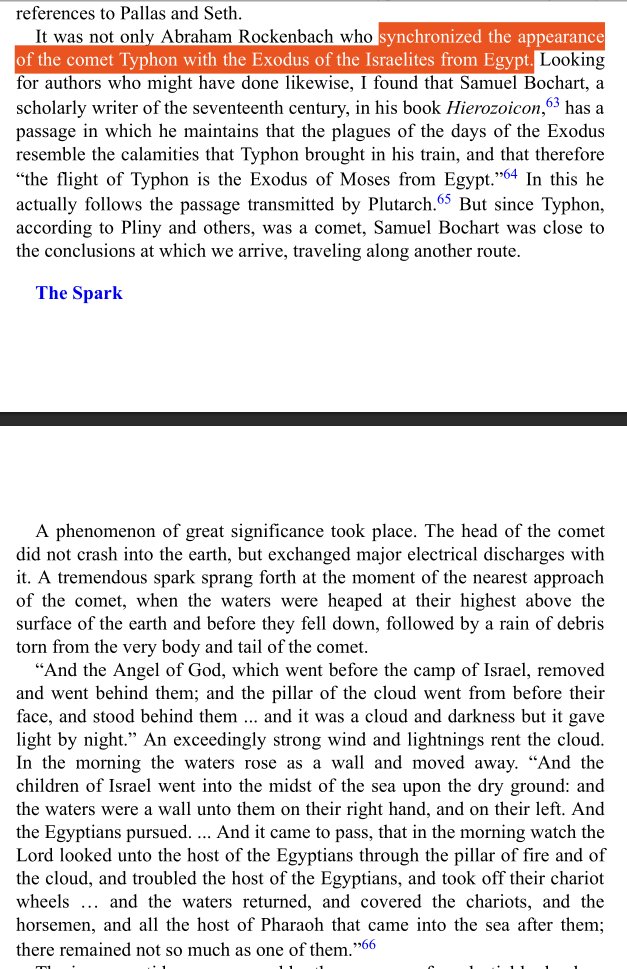 references to Pallas and Seth.
It was not only Abraham Rockenbach who synchronized the appearance
of the comet Typhon with the Exodus of the Israelites from Egypt. Looking
for authors who might have done likewise, I found that Samuel Bochart, a
scholarly writer of the seventeenth century, in his book Hierozoicon,63 has a
passage in which he maintains that the plagues of the days of the Exodus
resemble the calamities that Typhon brought in his train, and that therefore
“the flight of Typhon is the Exodus of Moses from Egypt.”64 In this he
actually follows the passage transmitted by Plutarch.65 But since Typhon,
according to Pliny and others, was a comet, Samuel Bochart was close to
the conclusions at which we arrive, traveling along another route.
The Spark
A phenomenon of great significance took place. The head of the comet
did not crash into the earth, but exchanged major electrical discharges with
it. A tremendous spark sprang forth at the moment of the nearest approach
of the comet, when the waters were heaped at their highest above the
surface of the earth and before they fell down, followed by a rain of debris
torn from the very body and tail of the comet.
“And the Angel of God, which went before the camp of Israel, removed
and went behind them; and the pillar of the cloud went from before their
face, and stood behind them ... and it was a cloud and darkness but it gave
light by night.” An exceedingly strong wind and lightnings rent the cloud.
In the morning the waters rose as a wall and moved away. “And the
children of Israel went into the midst of the sea upon the dry ground: and
the waters were a wall unto them on their right hand, and on their left. And
the Egyptians pursued. ... And it came to pass, that in the morning watch the
Lord looked unto the host of the Egyptians through the pillar of fire and of
the cloud, and troubled the host of the Egyptians, and took off their chariot
wheels ... and the waters returned, and covered the chariots, and the
horsemen, and all the host of Pharaoh that came into the sea after them;
there remained not so much as one of them.”66